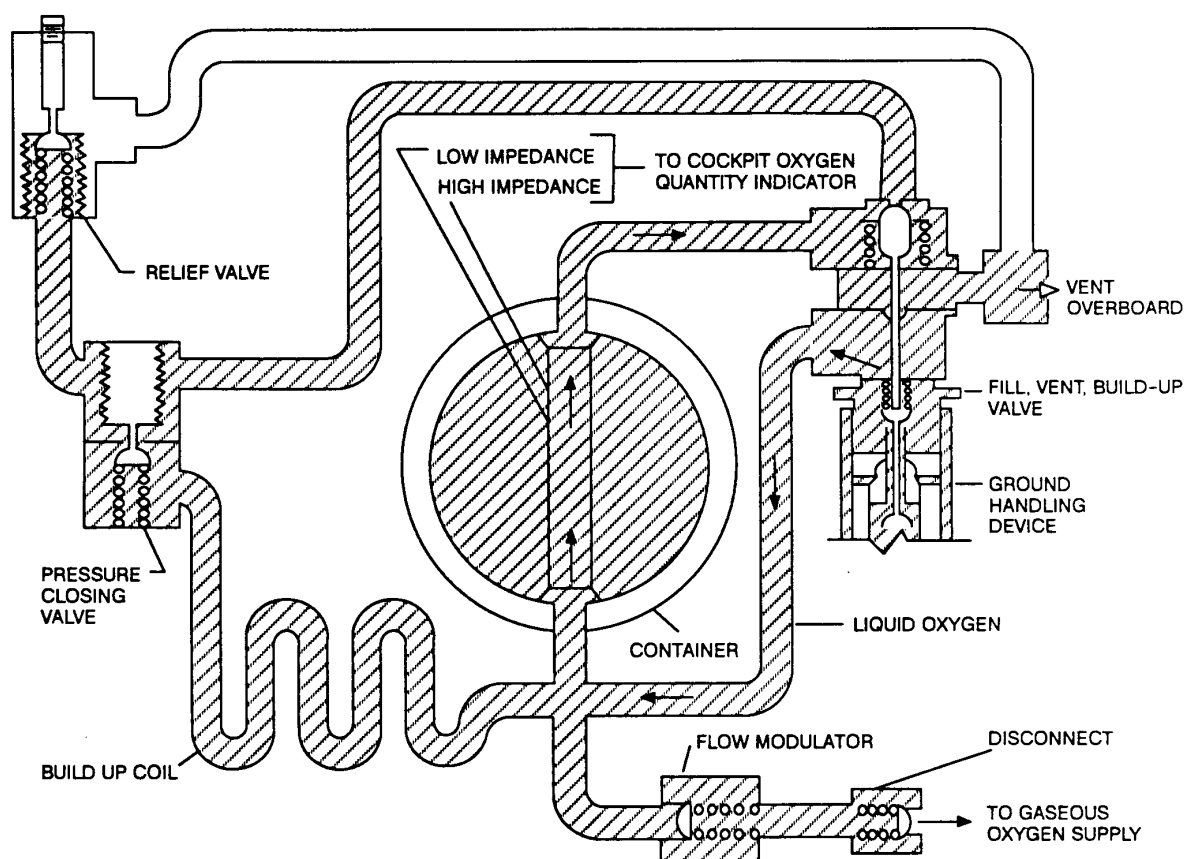 LOW IMPEDANCE
HIGH IMPEDANCE
TO COCKPIT OXYGEN
QUANTITY INDICATOR
RELIEF VALVE
VENT
OVERBOARD
FILL, VENT, BUILD-UP
VALVE
GROUND
HANDLING
DEVICE
PRESSURE
CLOSING
VALVE
CONTAINER
LIQUID OXYGEN
BUILD UP COIL
FLOW MODULATOR
DISCONNECT
TO GASEOUS
OXYGEN SUPPLY